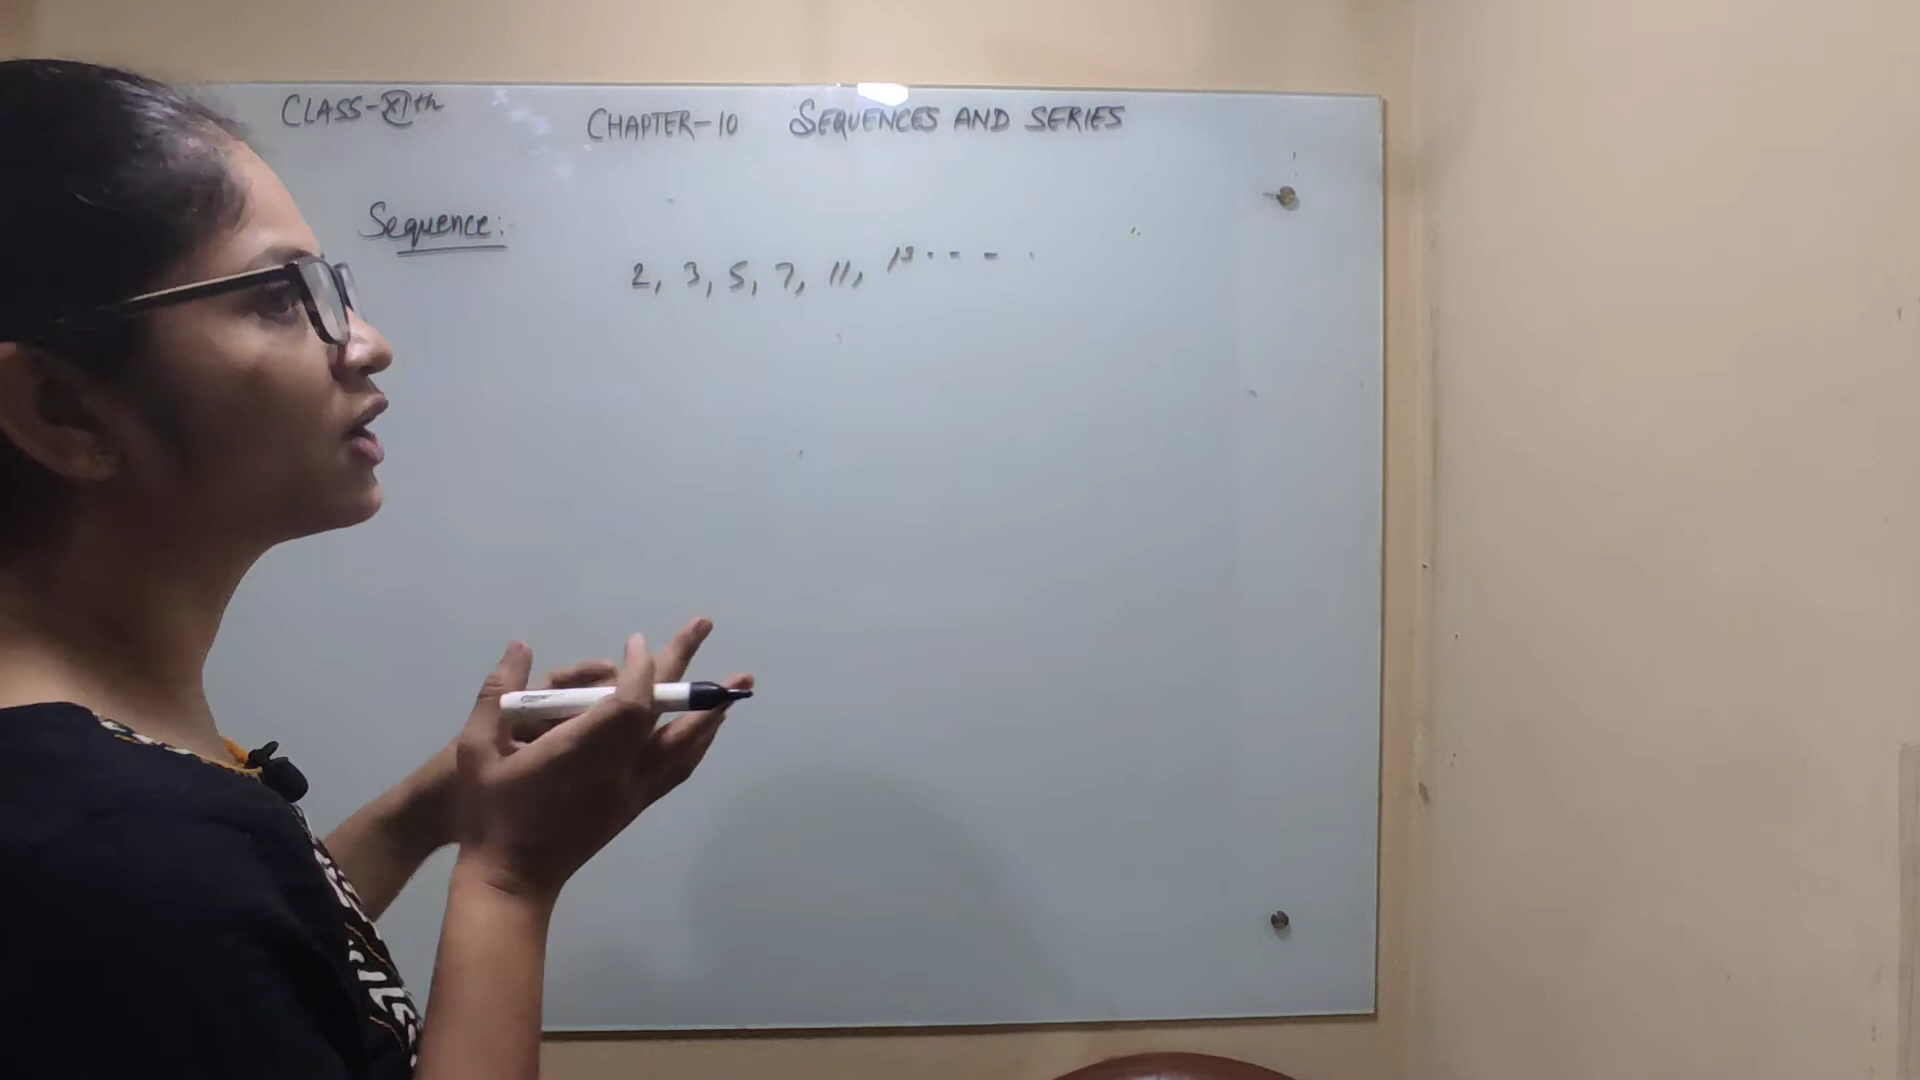 CLASS-XIth
CHAPTER-10 SEQUENCES AND SERIES
Sequence:
2, 3, 5, 7, 11, 13 - - - .